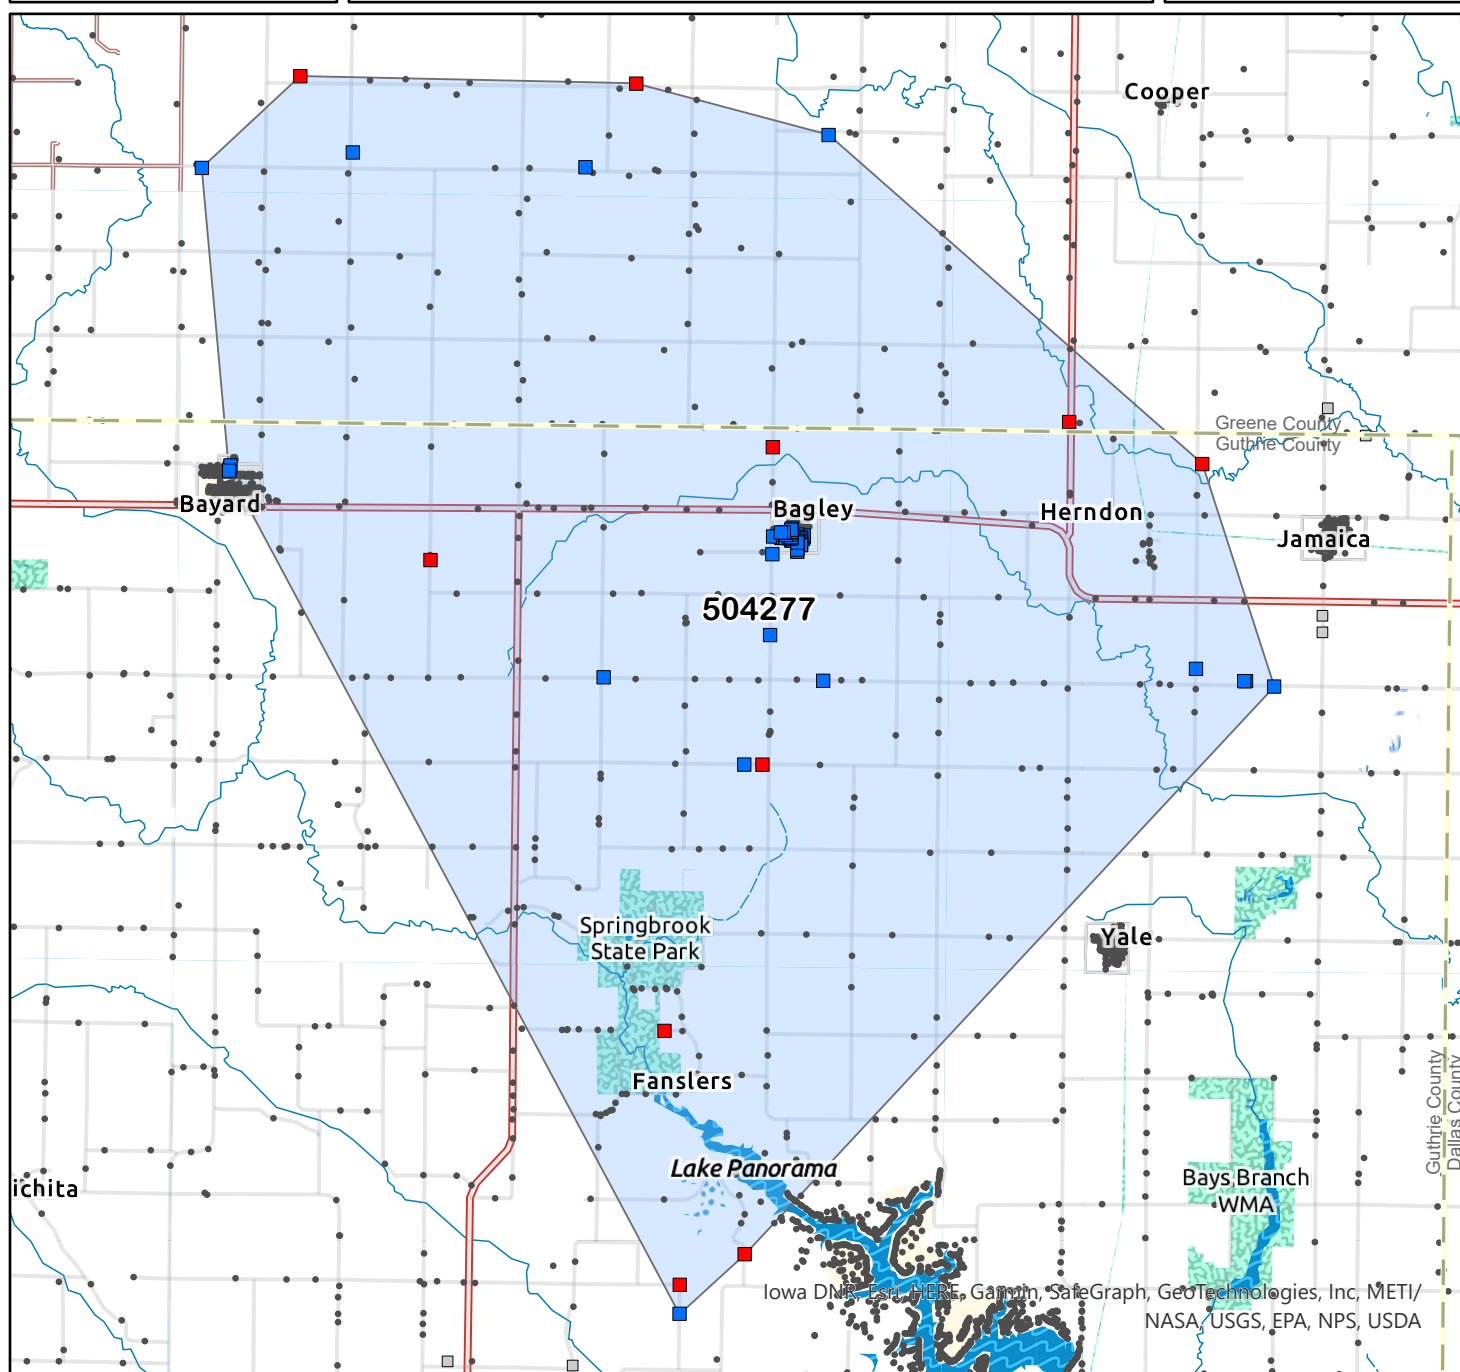 Cooper
Greene County
Guthrie County
Bayard
Bagley
Herndon
Jamaica
504277
Springbrook
State Park
Yale
Fanslers
Guthrie County
Dallas County
Lake Panorama
Bays Branch
WMA
ichita
Iowa DNR, Esri, HERE, Garmin, SafeGraph, GeoTechnologies, Inc, METI/
NASA, USGS, EPA, NPS, USDA